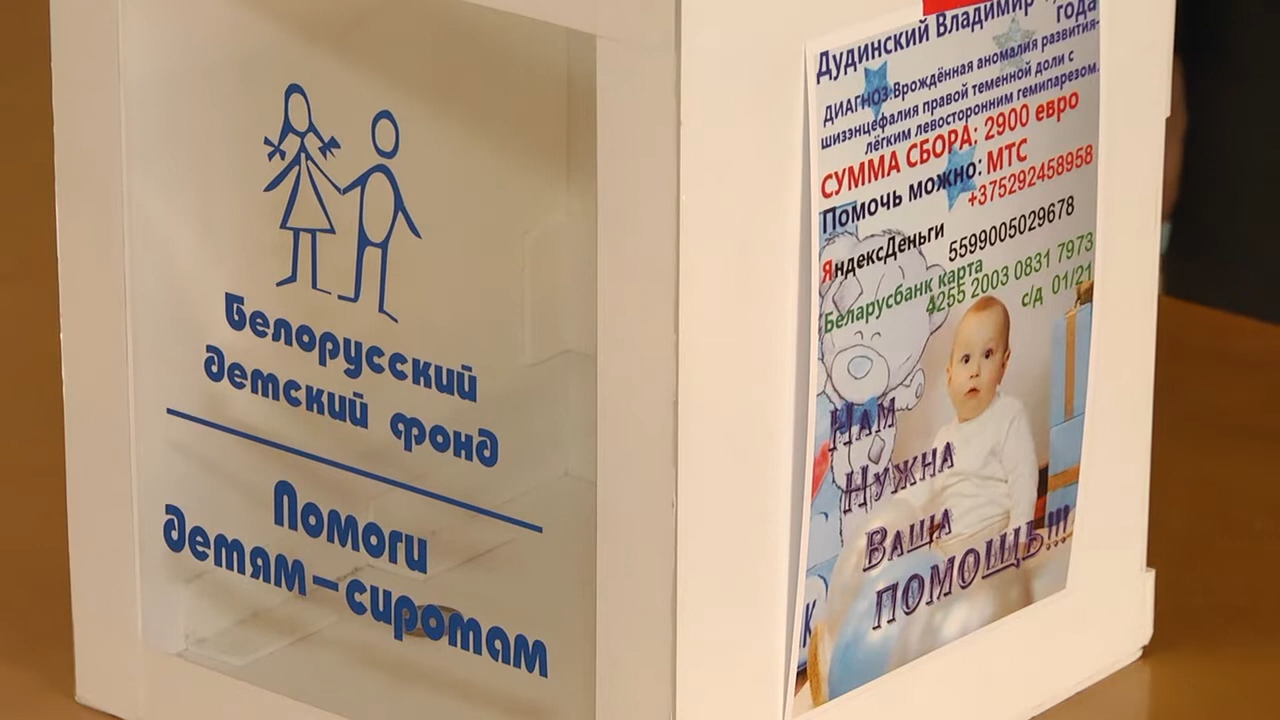 Белорусский
детский фонд
Помоги
детям-сиротам
Дудинский Владимир
года
ДИАГНОЗ:Врождённая аномалия развития-
шизэнцефалия правой теменной доли с
лёгким левосторонним гемипарезом.
СУММА СБОРА: 2900 евро
Помочь можно: МТС
+375292458958
ЯндексДеньги
5599005029678
Беларусбанк карта
4255 2003 0831 7973
с/д 01/21
Нам
Нужна
Ваша
ПОМОЩЬ!!!
К